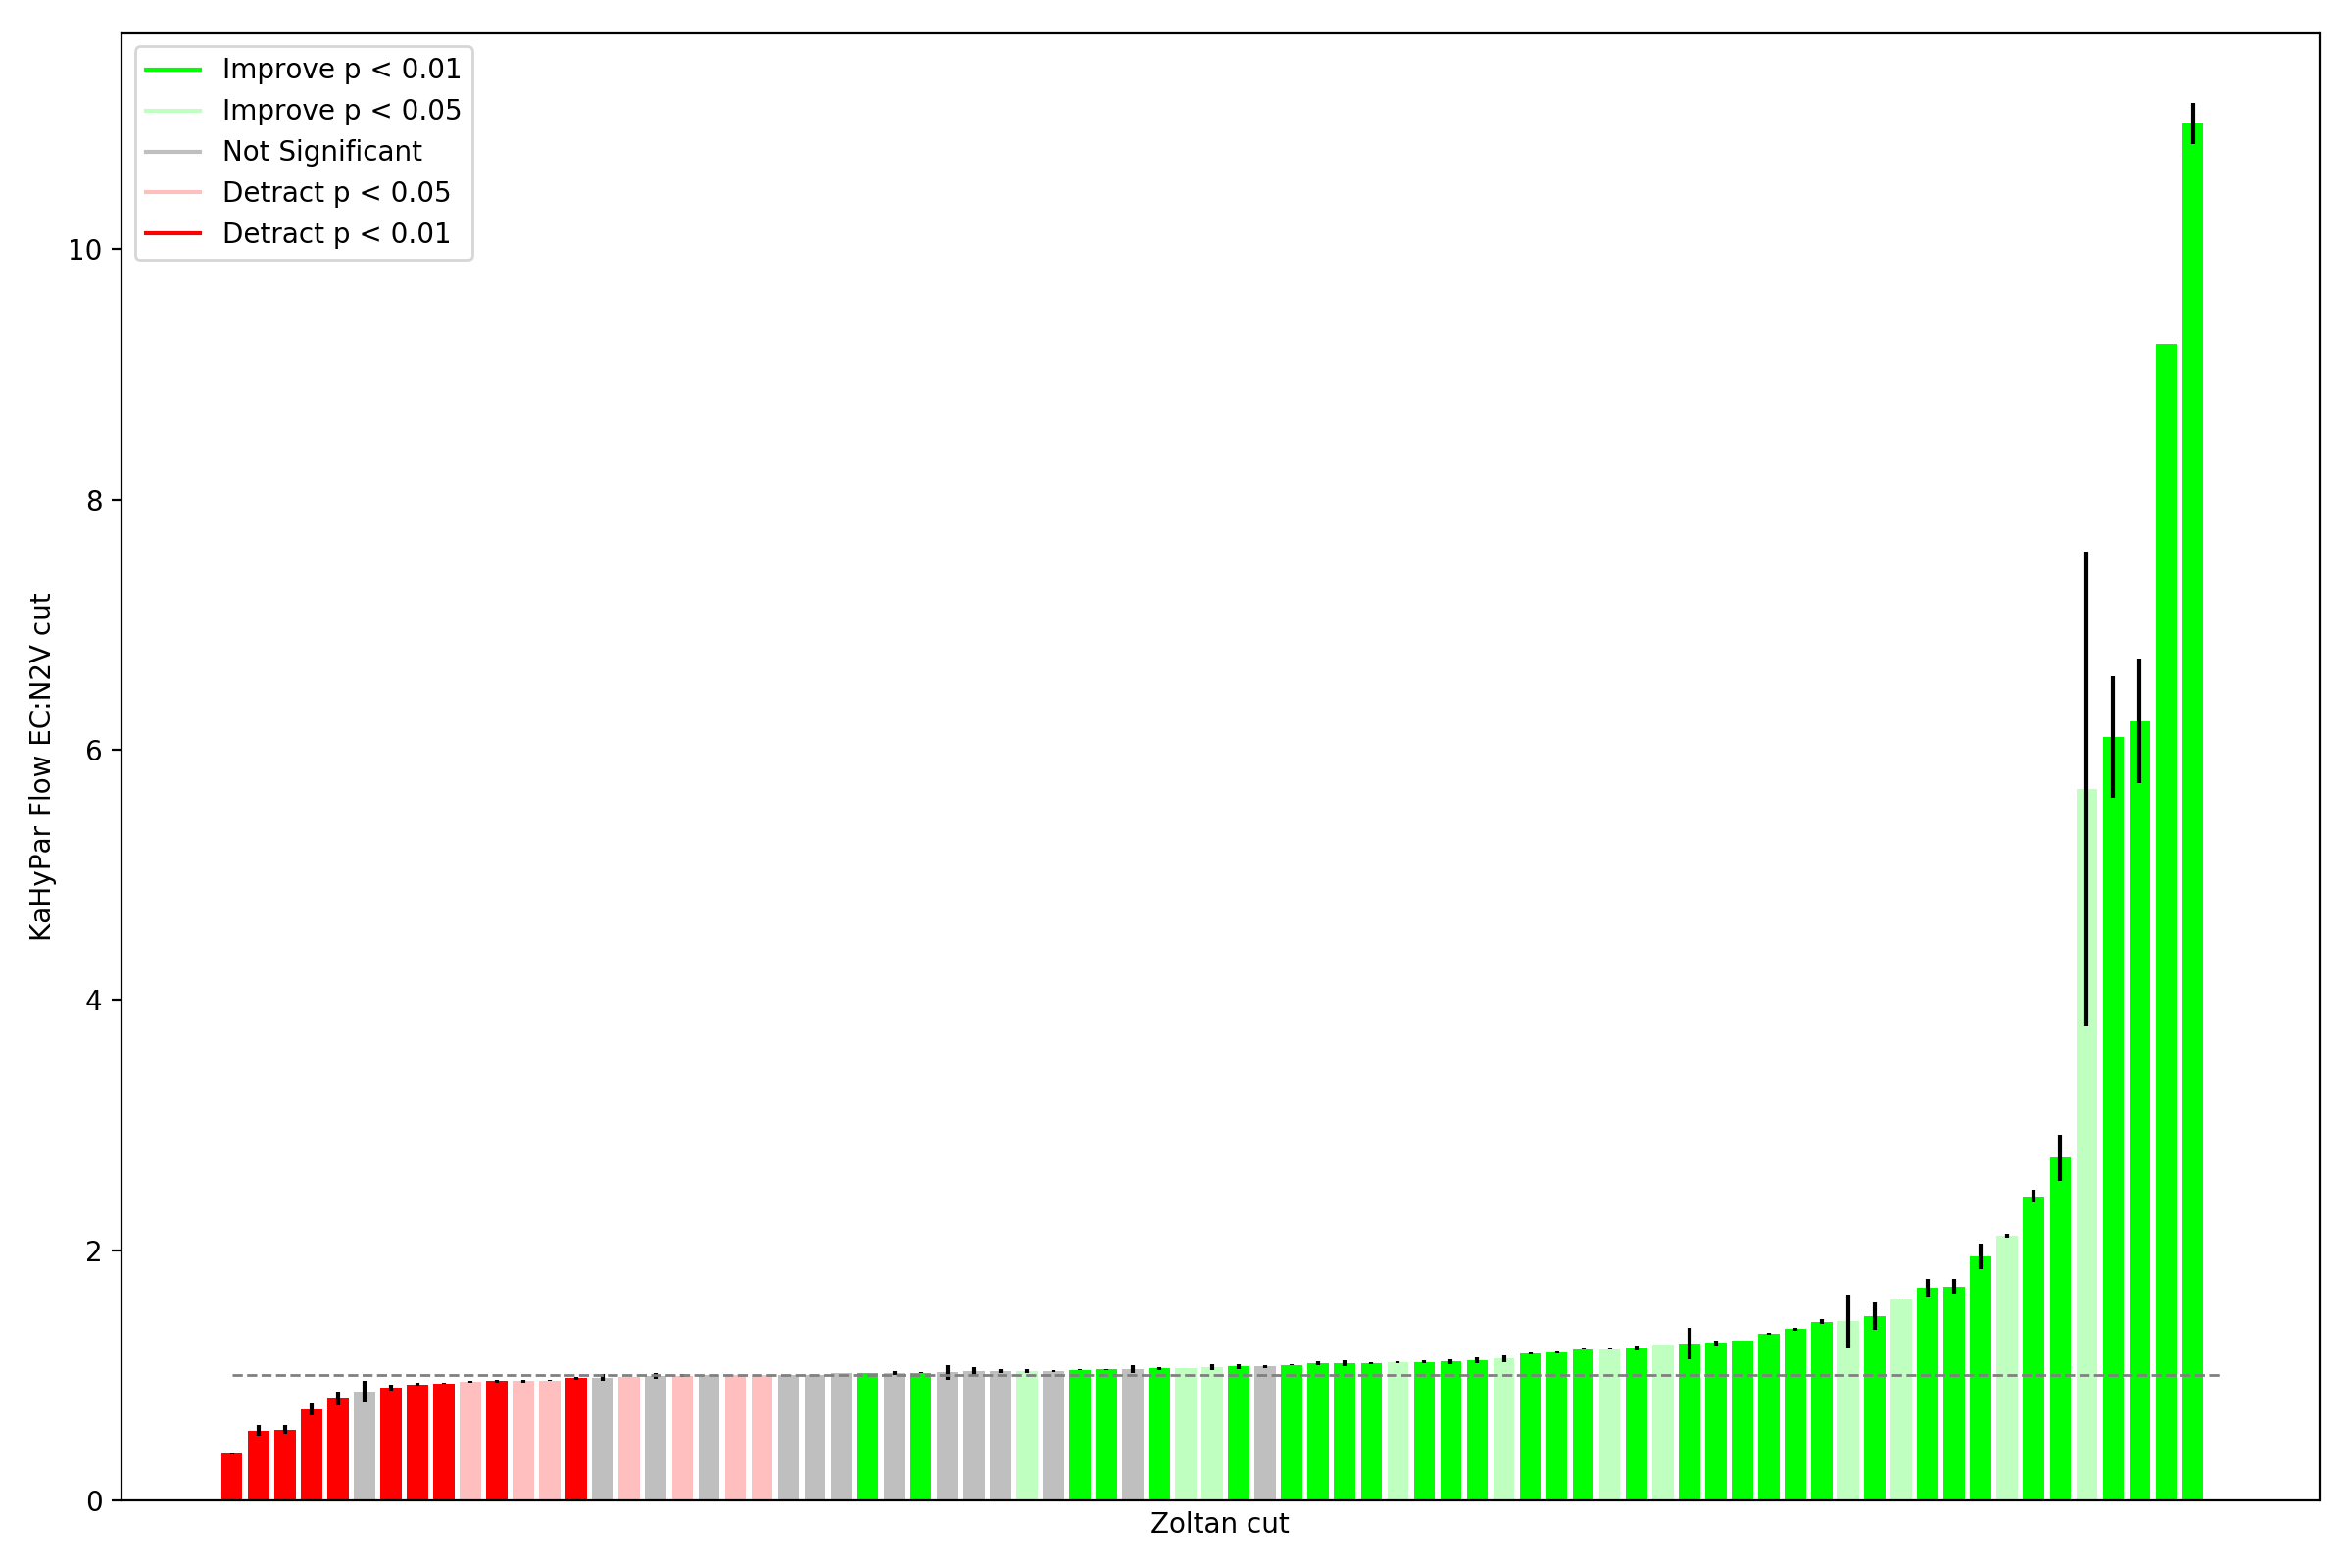 Improve p < 0.01
Improve p < 0.05
Not Significant
Detract p < 0.05
Detract p < 0.01
10
8
6
4
2
0
KaHyPar Flow EC:N2V cut
Zoltan cut